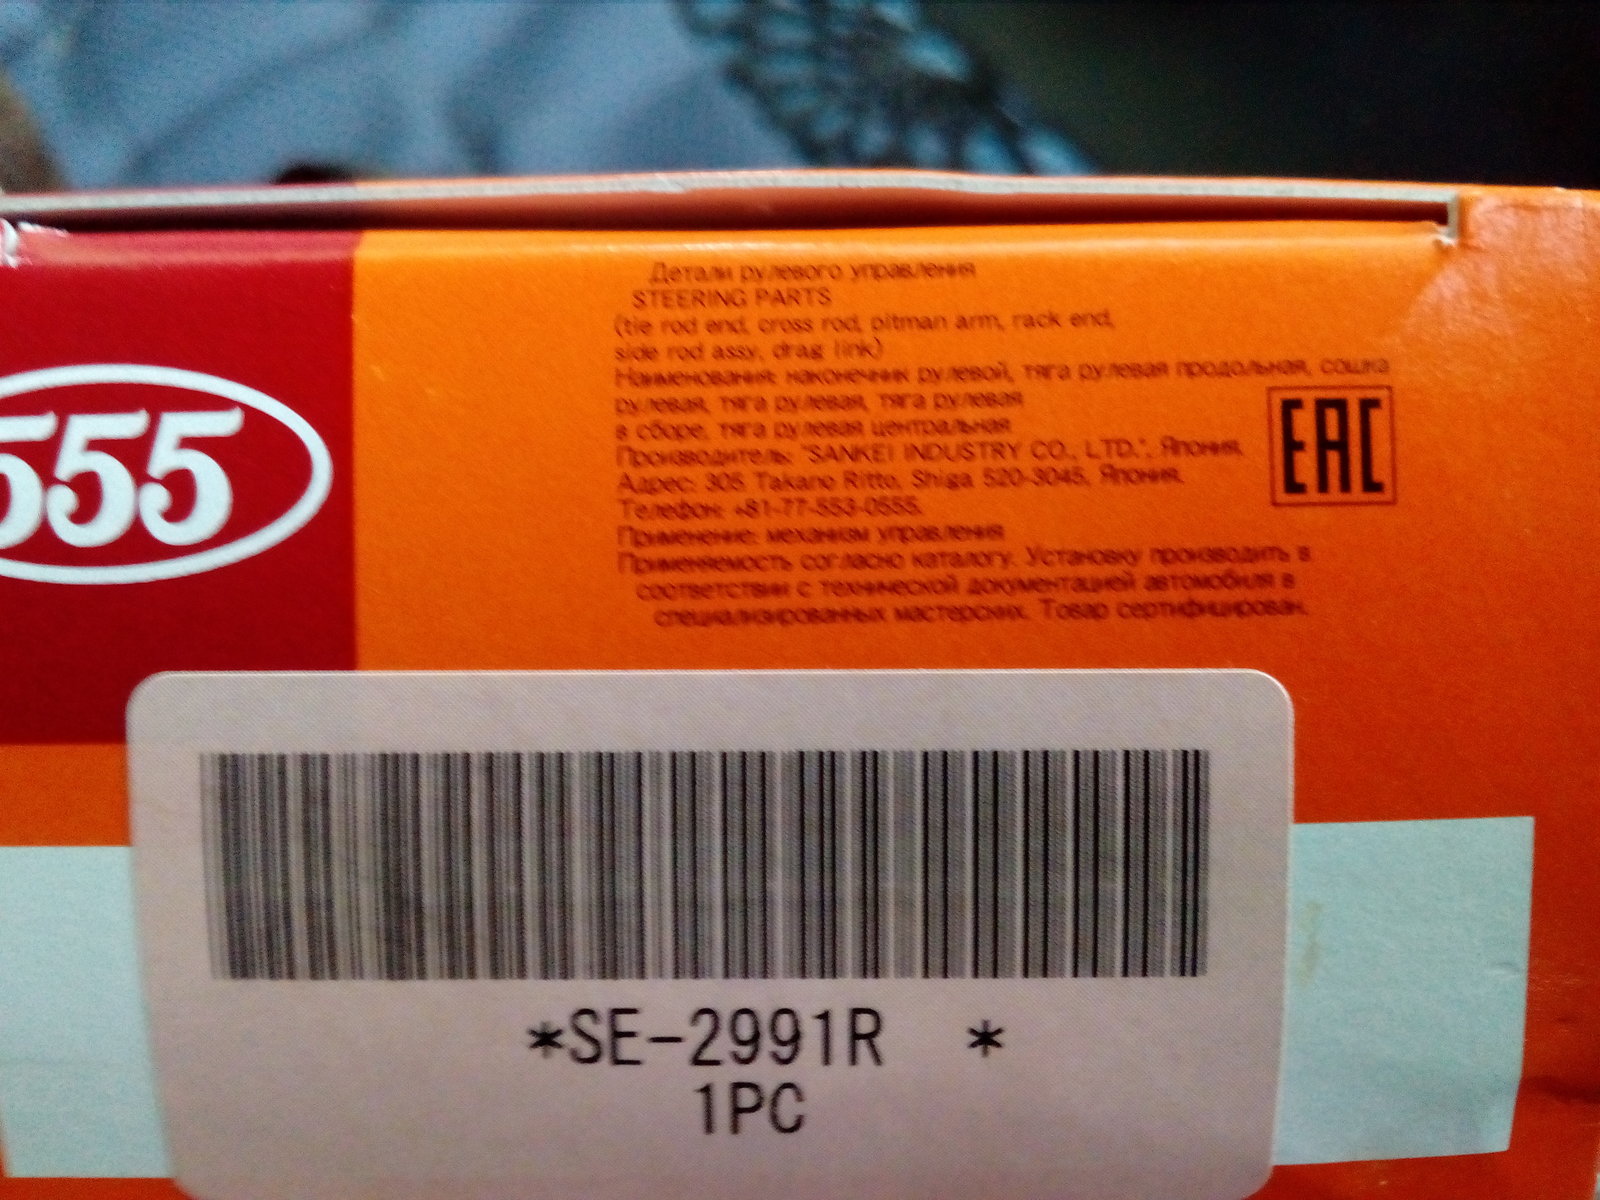 Детали рулевого управления
STEERING PARTS
(tie rod end, cross rod, pitman arm, rack end,
side rod assy, drag link)
Наименования: наконечник рулевой, тяга рулевая продольная, сошка
рулевая, тяга рулевая, тяга рулевая
в сборе, тяга рулевая центральная
Производитель: "SANKEI INDUSTRY CO., LTD.", Япония.
Адрес: 305 Takano Ritto, Shiga 520-3045, Япония.
Телефон: +81-77-553-0555.
Применение: механизм управления
Применяемость согласно каталогу. Установку производить в
соответствии с технической документацией автомобиля в
специализированных мастерских. Товар сертифицирован.
EAC
555
*SE-2991R *
1PC